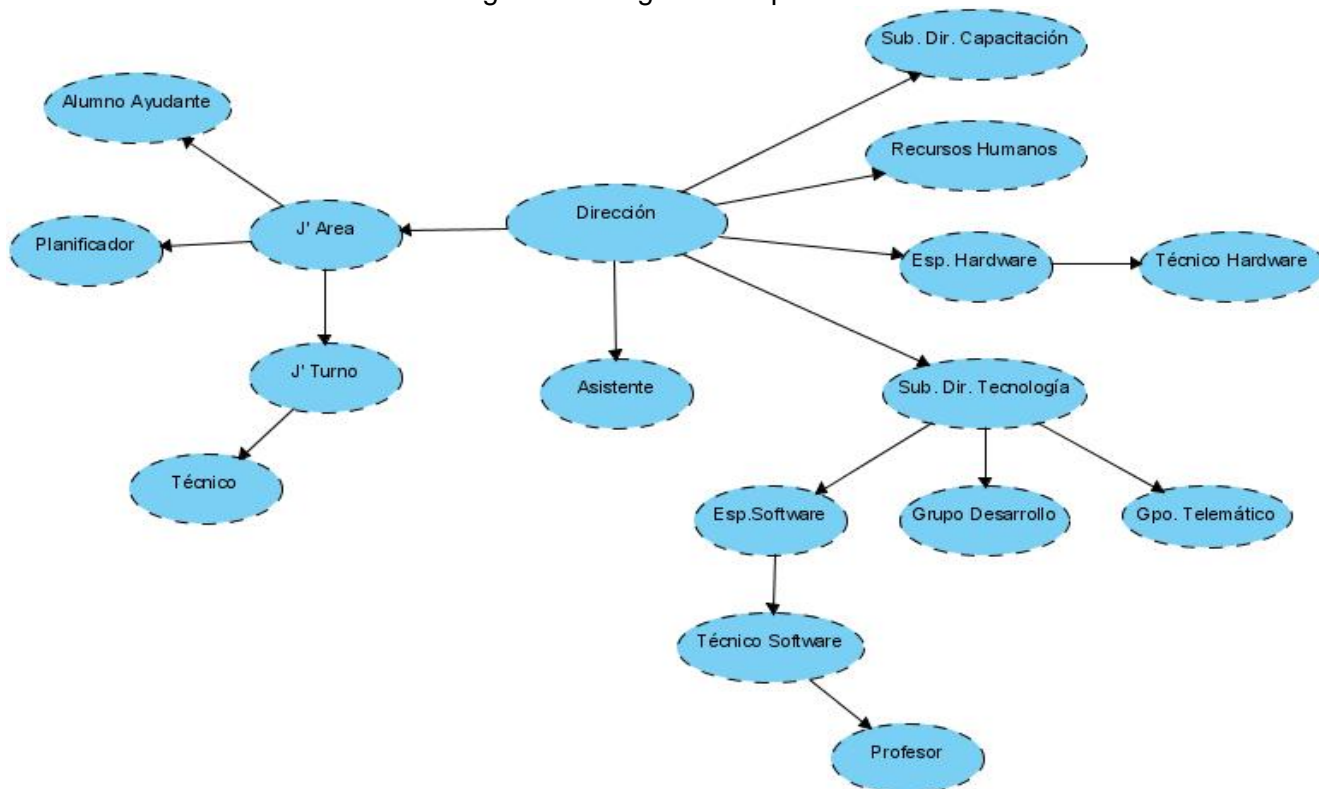 Sub. Dir. Capacitación
Alumno Ayudante
Recursos Humanos
Dirección
J' Area
Planificador
Esp. Hardware
Técnico Hardware
J' Turno
Asistente
Sub. Dir. Tecnología
Técnico
Esp.Software
Grupo Desarrollo
Gpo. Telemático
Técnico Software
Profesor